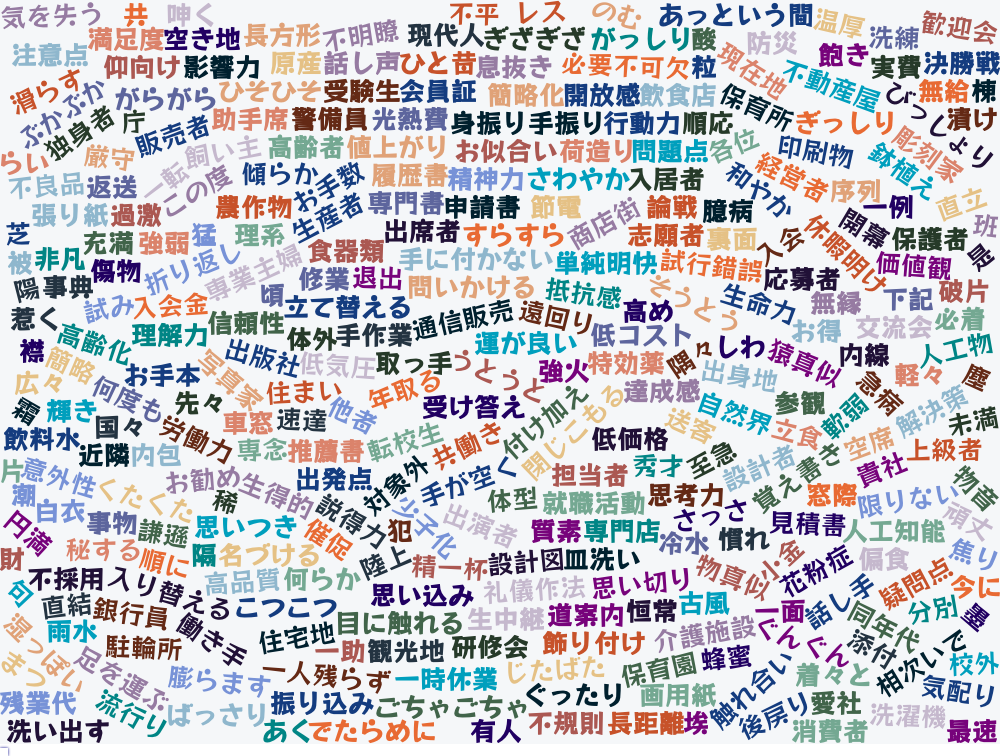 気を失う 共 呻く 不平 レス のむ あっという間 温厚 歓迎会
注意点 満足度 空き地 長方形 不明瞭 現代人 ぎざぎざ がっしり 酸 防災 飽き 洗練
滑らす 仰向け 影響力 原産 話し声 ひと昔 息抜き 必要不可欠 粒 現在地 不動産屋 実費 決勝戦
ぷかぷか がらがら ひそひそ 受験生 会員証 簡略化 開放感 飲食店 保育所 びっしょり 無給 棟
独身者 庁 販売者 助手席 警備員 光熱費 身振り手振り 行動力 順応 ぎっしり 漬け
らい 厳守 一転 飼い主 高齢者 値上がり お似合い 荷造り 問題点 各位 印刷物 鉢植え 彫刻家
不良品 返送 この度 傾らか お手数 履歴書 精神力 さわやか 入居者 和やか 経営者 序列 一例 直立
張り紙 過激 農作物 生産者 専門書 申請書 節電 商店街 論戦 臆病 開幕 保護者 班
芝 充満 強弱 猛 理系 食器類 出席者 すらすら 志願者 裏面 入会 休暇明け
被 非凡 傷物 折り返し 専業主婦 修業 退出 手に付かない 単純明快 試行錯誤 応募者 価値観
陽 事典 試み 入会金 頃 立て替える 問いかける 抵抗感 そうとう 高め 生命力 無縁 下記 破片
惹く 高齢化 理解力 信頼性 体外 手作業 通信販売 遠回り 運が良い 低コスト お得 交流会 必着
襟 簡略 お手本 写真家 出版社 低気圧 取っ手 うとうと 強火 特効薬 隅々 しわ 猿真似 内線 人工物
広々 何度も 先々 住まい 年取る 付け加え 閉じこもる 達成感 出身地 参観 急病 軽々 塵
霜 輝き 国々 労働力 車窓 速達 他者 受け答え 送客 自然界 立食 軟弱 解決策 未満
飲料水 近隣 内包 専念 推薦書 転校生 共働き 低価格 秀才 至急 設計者 覚え書き 空席 上級者
片 意外性 くたくた お勧め 生得的 出発点 対象外 手が空く 担当者 思考力 窓際 貴社 限りない 物音
潮 白衣 稀 説得力 少子化 体型 就職活動 さっさ 見積書 頑丈
円満 事物 謙遜 思いつき 催促 犯 出演者 質素 専門店 冷水 慣れ 人工知能
財 秘する 順に 隔 名づける 陸上 精一杯 設計図 皿洗い 物真似 小金 花粉症 偏食 焦り
旬 不採用 入り替える 高品質 何らか 思い込み 礼儀作法 思い切り 話し手 疑問点 今に
直結 銀行員 働き手 こつこつ 目に触れる 生中継 道案内 恒常 古風 一面 同年代 分別 墨
湿っぽい 雨水 駐輪所 住宅地 一助 観光地 研修会 飾り付け 介護施設 ぐんぐん 添付 相次いで
まつい 足を運ぶ 膨らます 一人残らず 一時休業 じたばた 保育園 蜂蜜 触れ合い 着々と 校外
残業代 流行り ばっさり 振り込み ごちゃごちゃ ぐったり 画用紙 後戻り 愛社 気配り
洗い出す あく でたらめに 有人 不規則 長距離 埃 消費者 洗濯機 最速